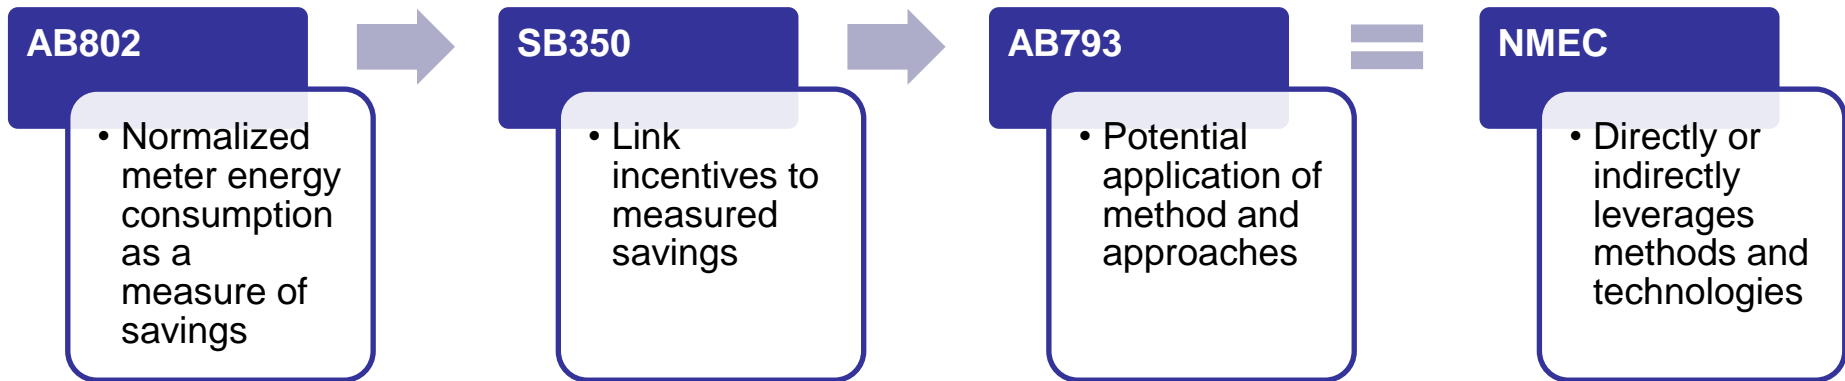 AB802
• Normalized
meter energy
consumption
as a
measure of
savings
SB350
• Link
incentives to
measured
savings
AB793
• Potential
application of
method and
approaches
NMEC
• Directly or
indirectly
leverages
methods and
technologies